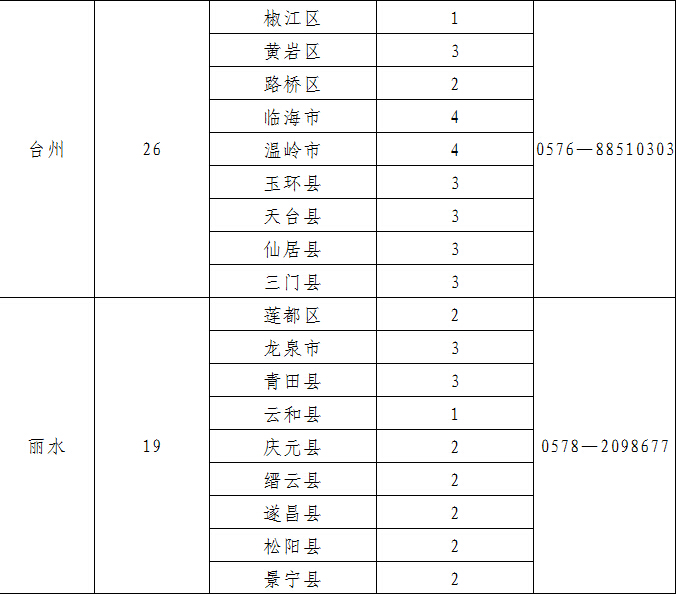 椒江区 1
黄岩区 3
路桥区 2
临海市 4
台州 26 温岭市 4 0576—88510303
玉环县 3
天台县 3
仙居县 3
三门县 3
莲都区 2
龙泉市 3
青田县 3
云和县 1
丽水 19 庆元县 2 0578—2098677
缙云县 2
遂昌县 2
松阳县 2
景宁县 2